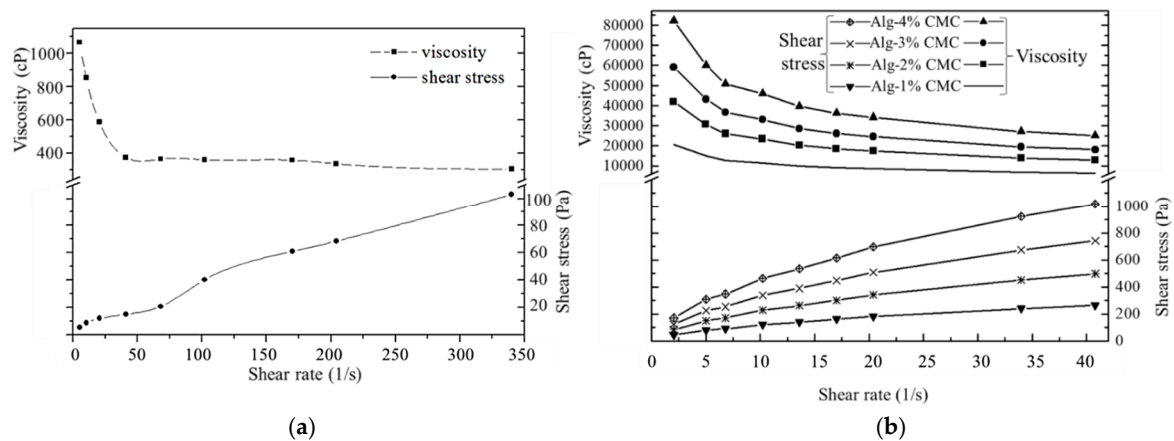 viscosity
shear stress
Viscosity (cP)
1000
800
600
400
100
80
60
40
20
Shear stress (Pa)
0 50 100 150 200 250 300 350
Shear rate (1/s)
(a)
Shear stress
Alg-4% CMC
Alg-3% CMC
Alg-2% CMC
Alg-1% CMC
Viscosity
Viscosity (cP)
80000
70000
60000
50000
40000
30000
20000
10000
1000
800
600
400
200
0
Shear stress (Pa)
0 5 10 15 20 25 30 35 40
Shear rate (1/s)
(b)